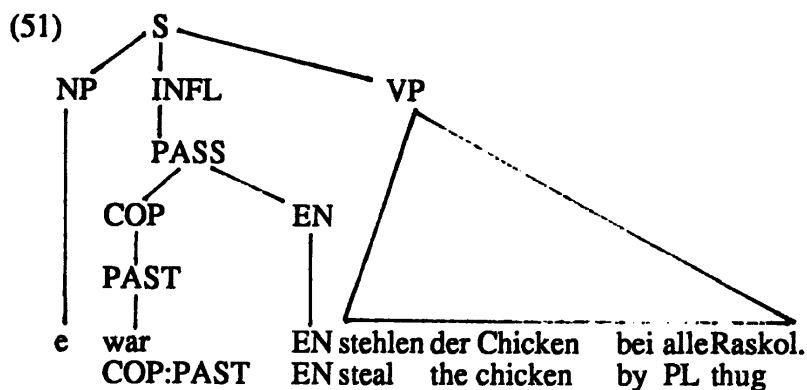 (51) S
NP INFL VP
PASS
COP EN
PAST
e war EN stehlen der Chicken bei alle Raskol.
COP:PAST EN steal the chicken by PL thug